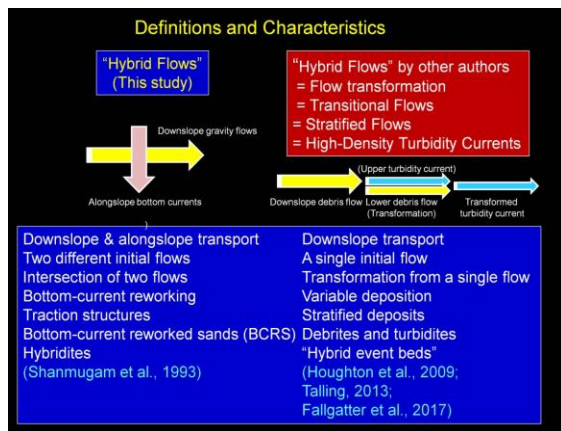 Definitions and Characteristics
"Hybrid Flows"
(This study)
"Hybrid Flows" by other authors
= Flow transformation
= Transitional Flows
= Stratified Flows
= High-Density Turbidity Currents
Downslope gravity flows
Alongslope bottom currents
(Upper turbidity current)
Downslope debris flow
Lower debris flow
(Transformation)
Transformed
turbidity current
)
Downslope & alongslope transport
Two different initial flows
Intersection of two flows
Bottom-current reworking
Traction structures
Bottom-current reworked sands (BCRS)
Hybridites
(Shanmugam et al., 1993)
Downslope transport
A single initial flow
Transformation from a single flow
Variable deposition
Stratified deposits
Debrites and turbidites
"Hybrid event beds"
(Houghton et al., 2009;
Talling, 2013;
Fallgatter et al., 2017)